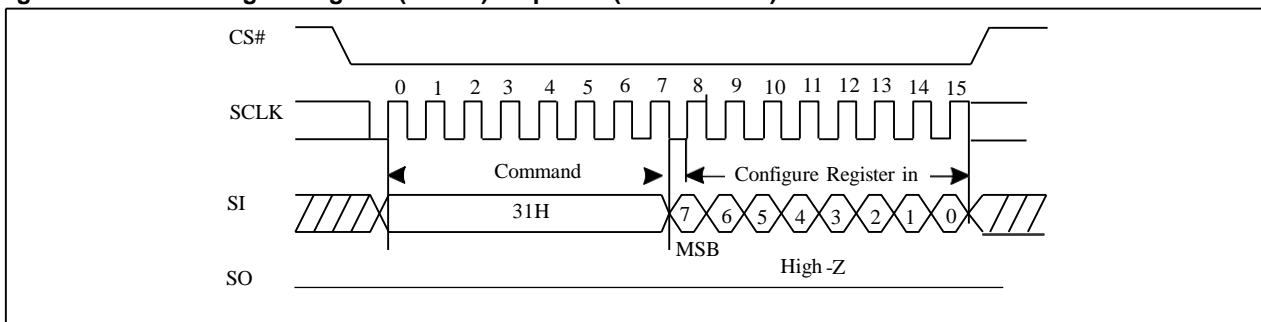 CS#
0 1 2 3 4 5 6 7 8 9 10 11 12 13 14 15
SCLK
Command
Configure Register in
SI
31H
7 6 5 4 3 2 1 0
MSB
High -Z
SO